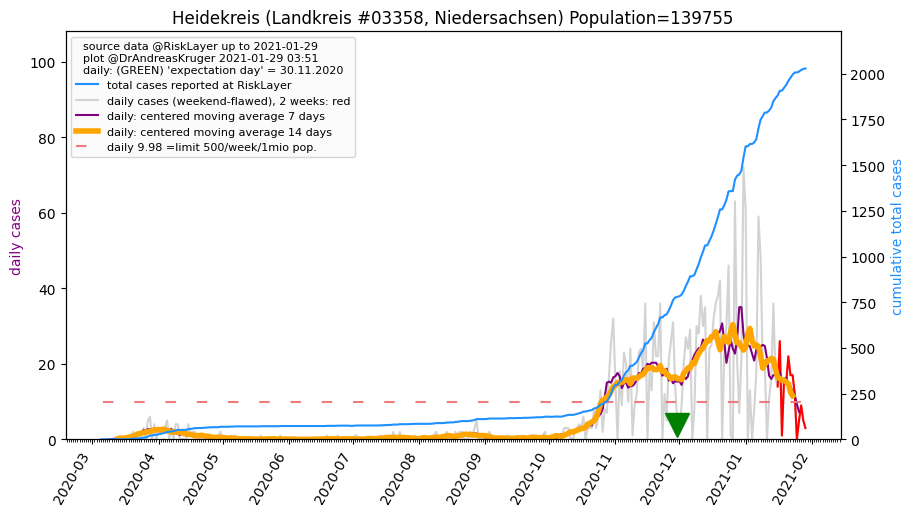 Heidekreis (Landkreis #03358, Niedersachsen) Population=139755
source data @RiskLayer up to 2021-01-29
plot @DrAndreasKruger 2021-01-29 03:51
daily: (GREEN) 'expectation day' = 30.11.2020
total cases reported at RiskLayer
daily cases (weekend-flawed), 2 weeks: red
daily: centered moving average 7 days
daily: centered moving average 14 days
daily 9.98 =limit 500/week/1mio pop.
daily cases
100
80
60
40
20
0
cumulative total cases
2000
1750
1500
1250
1000
750
500
250
0
2020-03
2020-04
2020-05
2020-06
2020-07
2020-08
2020-09
2020-10
2020-11
2020-12
2021-01
2021-02